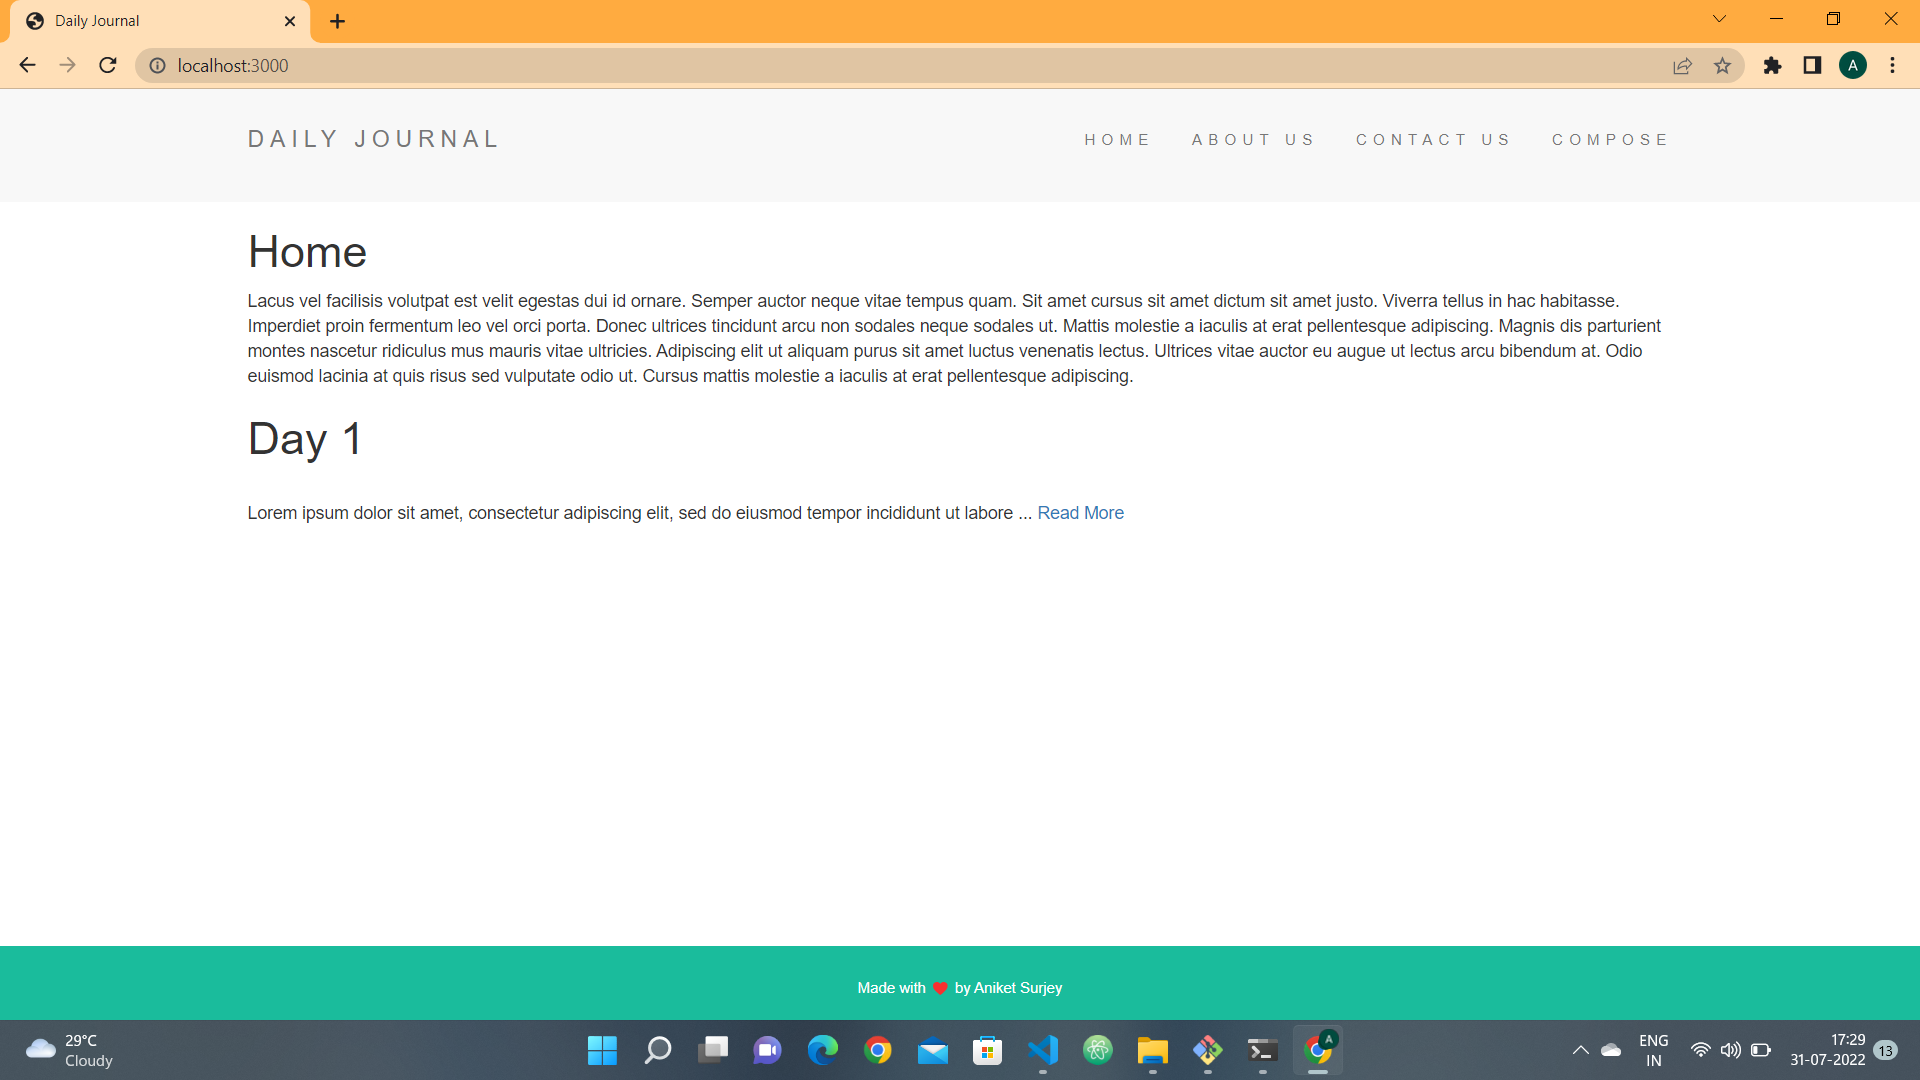 Daily Journal
localhost:3000
A
DAILY JOURNAL
HOME ABOUT US CONTACT US COMPOSE
Home
Lacus vel facilisis volutpat est velit egestas dui id ornare. Semper auctor neque vitae tempus quam. Sit amet cursus sit amet dictum sit amet justo. Viverra tellus in hac habitasse.
Imperdiet proin fermentum leo vel orci porta. Donec ultrices tincidunt arcu non sodales neque sodales ut. Mattis molestie a iaculis at erat pellentesque adipiscing. Magnis dis parturient
montes nascetur ridiculus mus mauris vitae ultricies. Adipiscing elit ut aliquam purus sit amet luctus venenatis lectus. Ultrices vitae auctor eu augue ut lectus arcu bibendum at. Odio
euismod lacinia at quis risus sed vulputate odio ut. Cursus mattis molestie a iaculis at erat pellentesque adipiscing.
Day 1
Lorem ipsum dolor sit amet, consectetur adipiscing elit, sed do eiusmod tempor incididunt ut labore ... Read More
Made with ❤ by Aniket Surjey
29°C
Cloudy
A
ENG
IN
17:29
31-07-2022
13